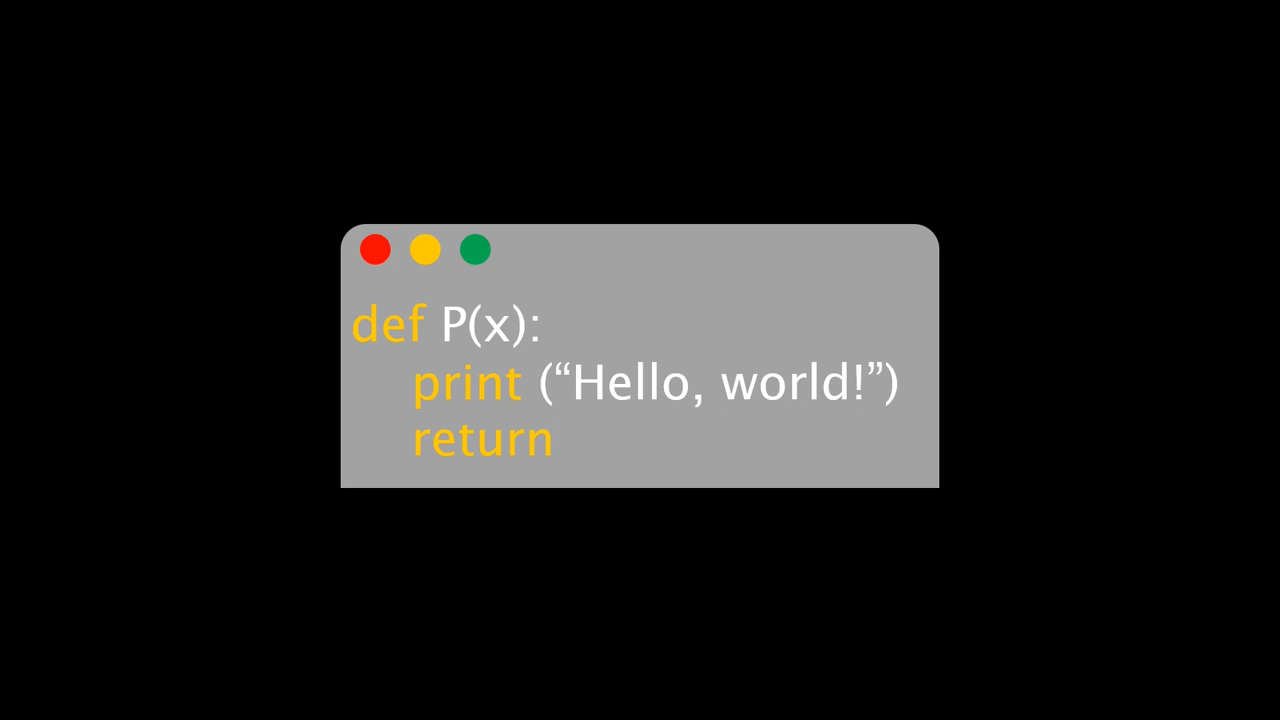 def P(x):
print (“Hello, world!”)
return